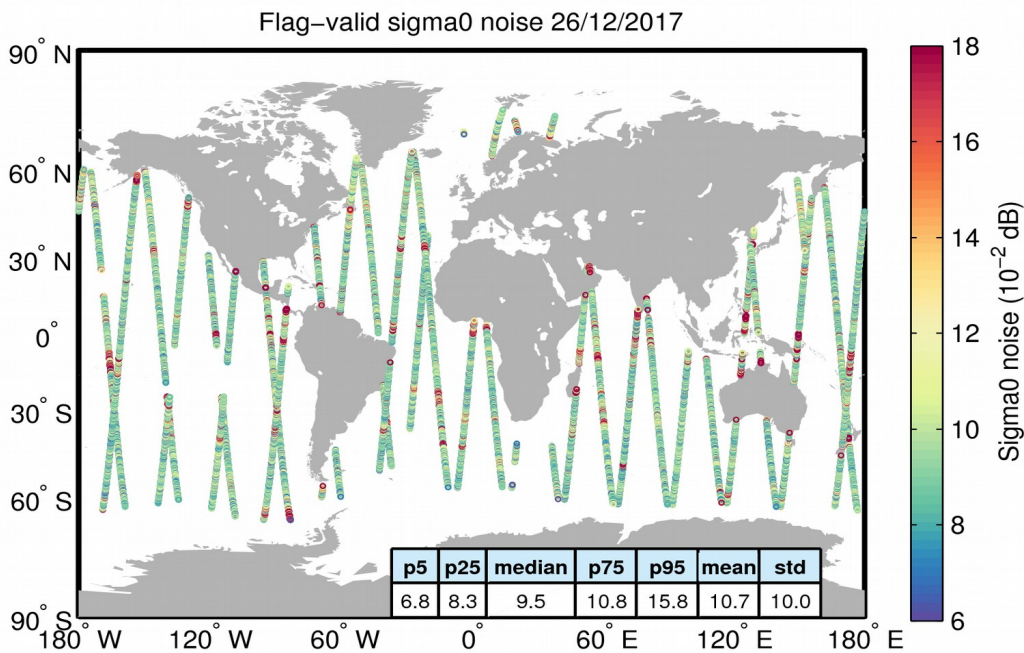 Flag−valid sigma0 noise 26/12/2017
90° N
60° N
30° N
0°
30° S
60° S
90° S
180° W
120° W
60° W
0°
60° E
120° E
180° E
p5 p25 median p75 p95 mean std
6.8 8.3 9.5 10.8 15.8 10.7 10.0
18
16
14
12
10
8
6
Sigma0 noise (10⁻² dB)